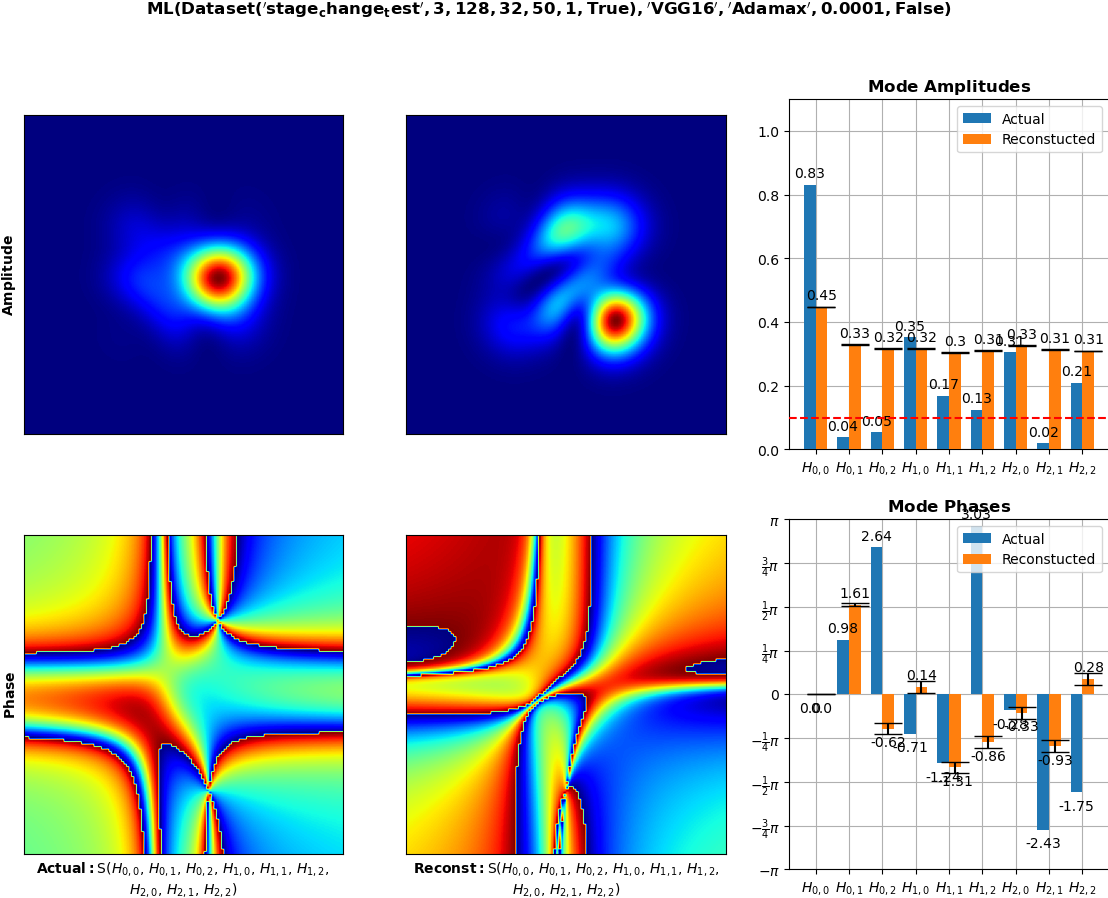 ML(Dataset('stage_change_test', 3, 128, 32, 50, 1, True),' VGG16',' Adamax', 0.0001, False)
Amplitude
Mode Amplitudes
Actual
Reconstucted
1.0
0.8
0.6
0.4
0.2
0.0
0.83
0.45
0.04
0.33
0.05
0.32
0.35
0.32
0.17
0.3
0.13
0.31
0.31
0.33
0.02
0.31
0.21
0.31
H0,0 H0,1 H0,2 H1,0 H1,1 H1,2 H2,0 H2,1 H2,2
Phase
Mode Phases
Actual
Reconstucted
π
3/4π
1/2π
1/4π
0
−1/4π
−1/2π
−3/4π
−π
0.0
0.0
0.98
1.61
2.64
-0.62
-0.71
0.14
-1.24
-1.31
3.03
-0.86
-0.28
-0.33
-2.43
-0.93
-1.75
0.28
H0,0 H0,1 H0,2 H1,0 H1,1 H1,2 H2,0 H2,1 H2,2
Actual: S(H0,0, H0,1, H0,2, H1,0, H1,1, H1,2,
H2,0, H2,1, H2,2)
Reconst: S(H0,0, H0,1, H0,2, H1,0, H1,1, H1,2,
H2,0, H2,1, H2,2)